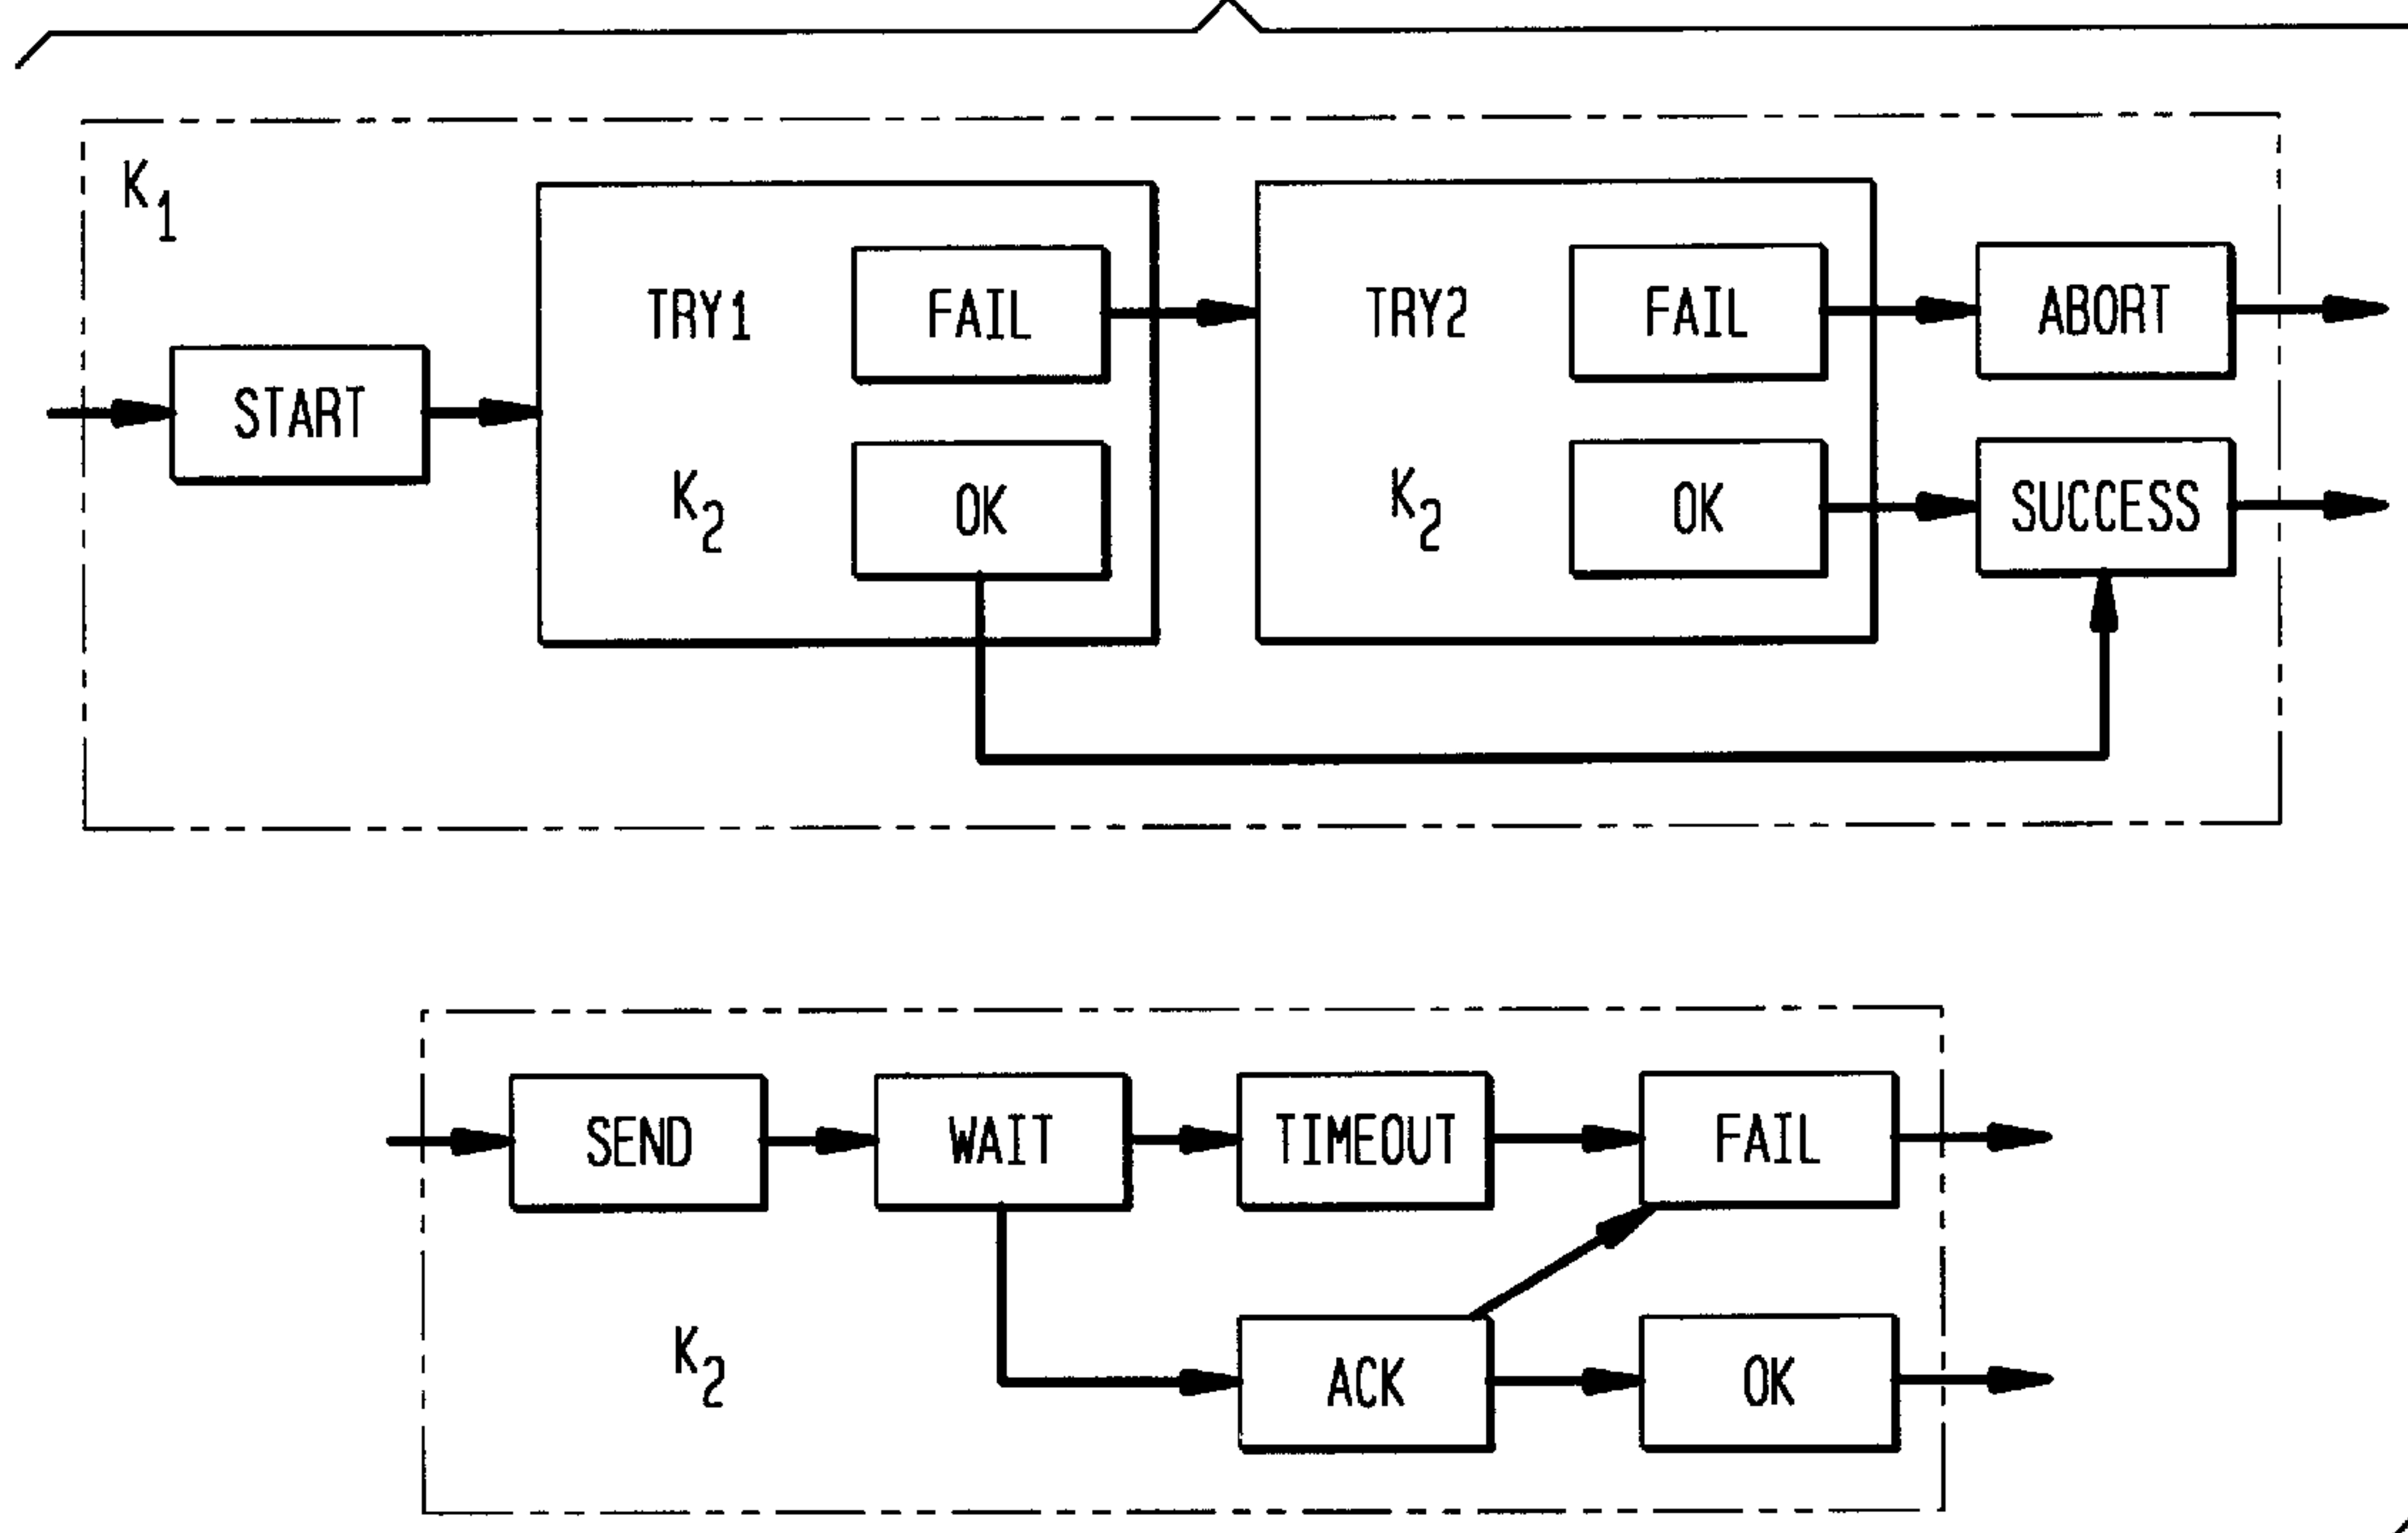 K1
TRY1
FAIL
TRY2
FAIL
ABORT
START
K2
OK
K2
OK
SUCCESS
SEND
WAIT
TIMEOUT
FAIL
K2
ACK
OK